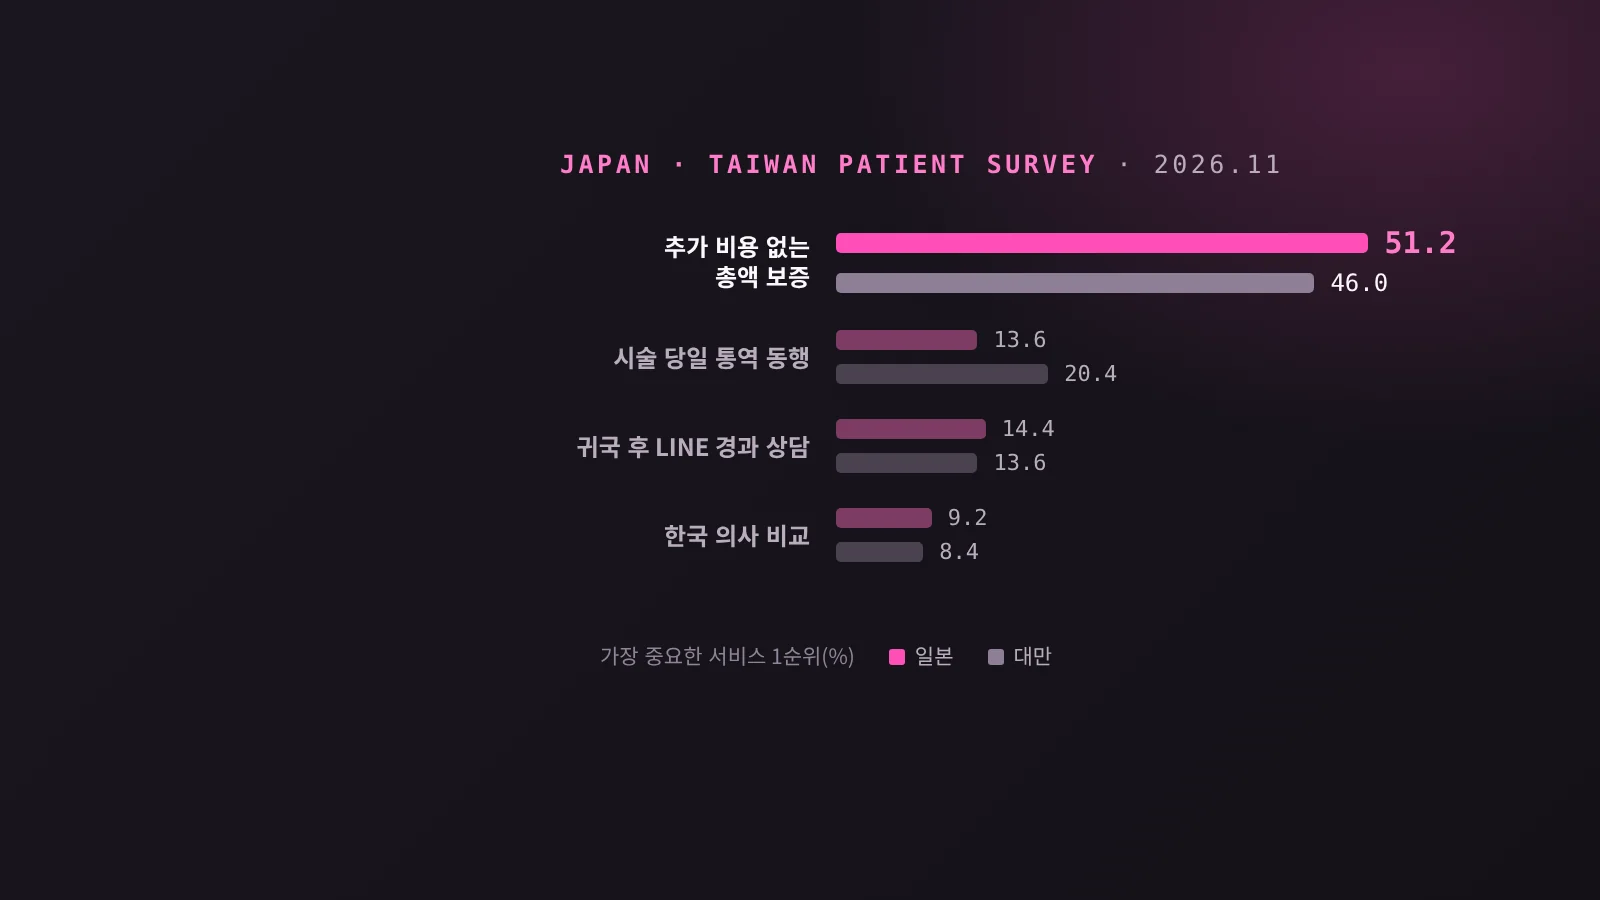 JAPAN · TAIWAN PATIENT SURVEY · 2026.11
추가 비용 없는
총액 보증
51.2
46.0
시술 당일 통역 동행
13.6
20.4
귀국 후 LINE 경과 상담
14.4
13.6
한국 의사 비교
9.2
8.4
가장 중요한 서비스 1순위(%) 일본 대만